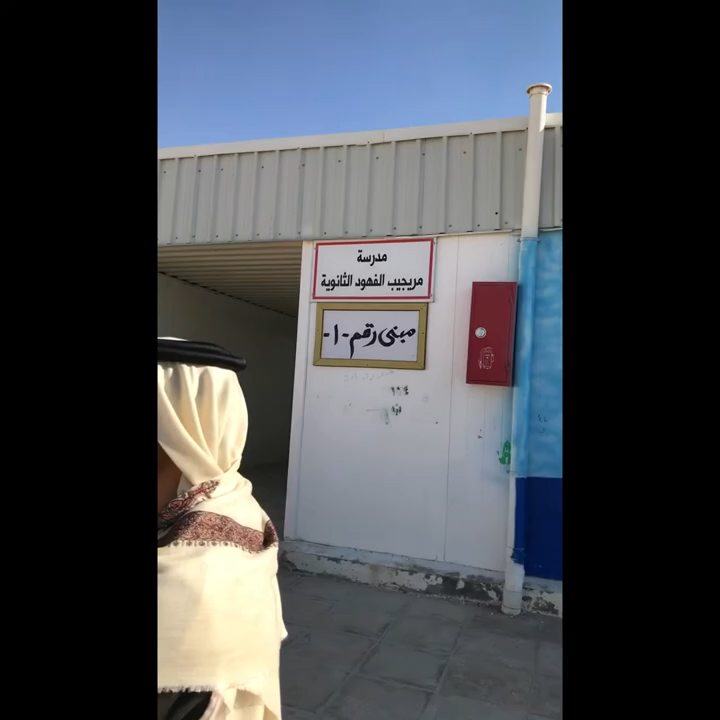 مدرسة
مريجيب الفهود الثانوية
مبنى رقم -١-